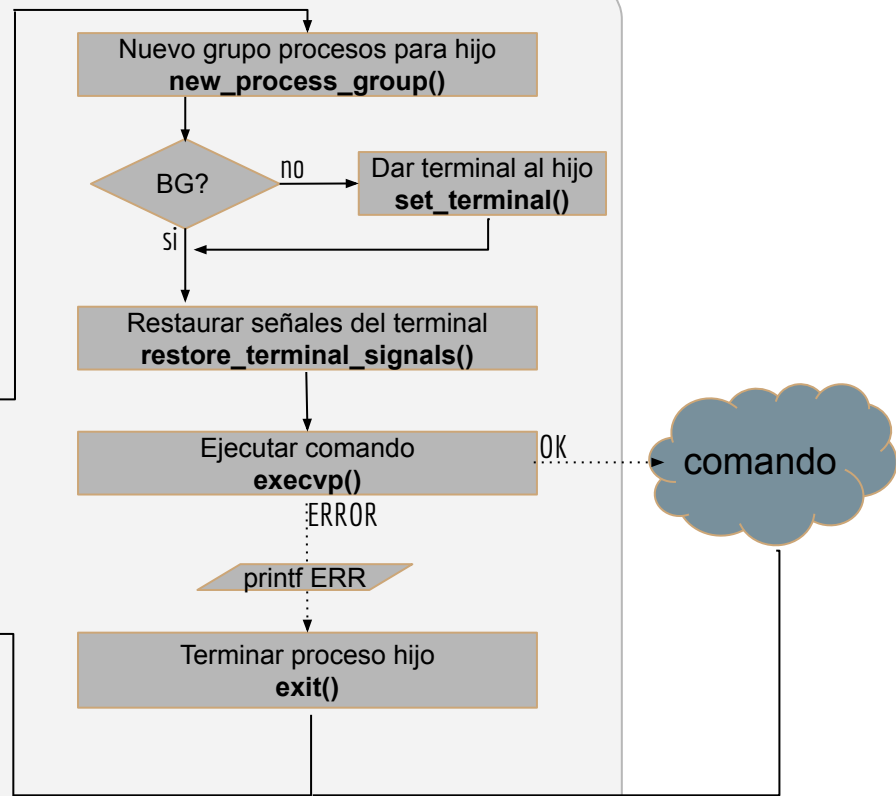 Nuevo grupo procesos para hijo
new_process_group()
BG?
no
Dar terminal al hijo
set_terminal()
si
Restaurar señales del terminal
restore_terminal_signals()
Ejecutar comando
execvp()
OK
comando
ERROR
printf ERR
Terminar proceso hijo
exit()